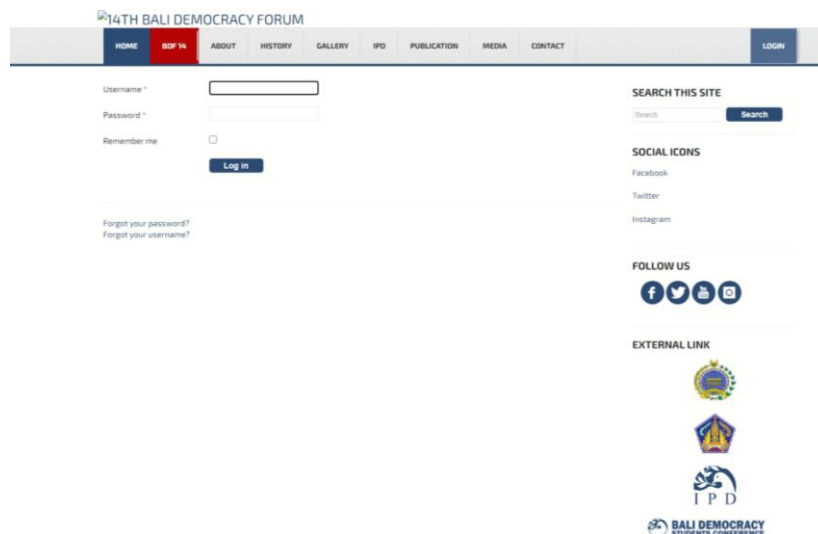 14TH BALI DEMOCRACY FORUM
HOME BDF 14 ABOUT HISTORY GALLERY IPD PUBLICATION MEDIA CONTACT LOGIN
Username *
Password *
Remember me
Log in
Forgot your password?
Forgot your username?
SEARCH THIS SITE
Search Search
SOCIAL ICONS
Facebook
Twitter
Instagram
FOLLOW US
EXTERNAL LINK
I P D
BALI DEMOCRACY
STUDENTS CONFERENCE